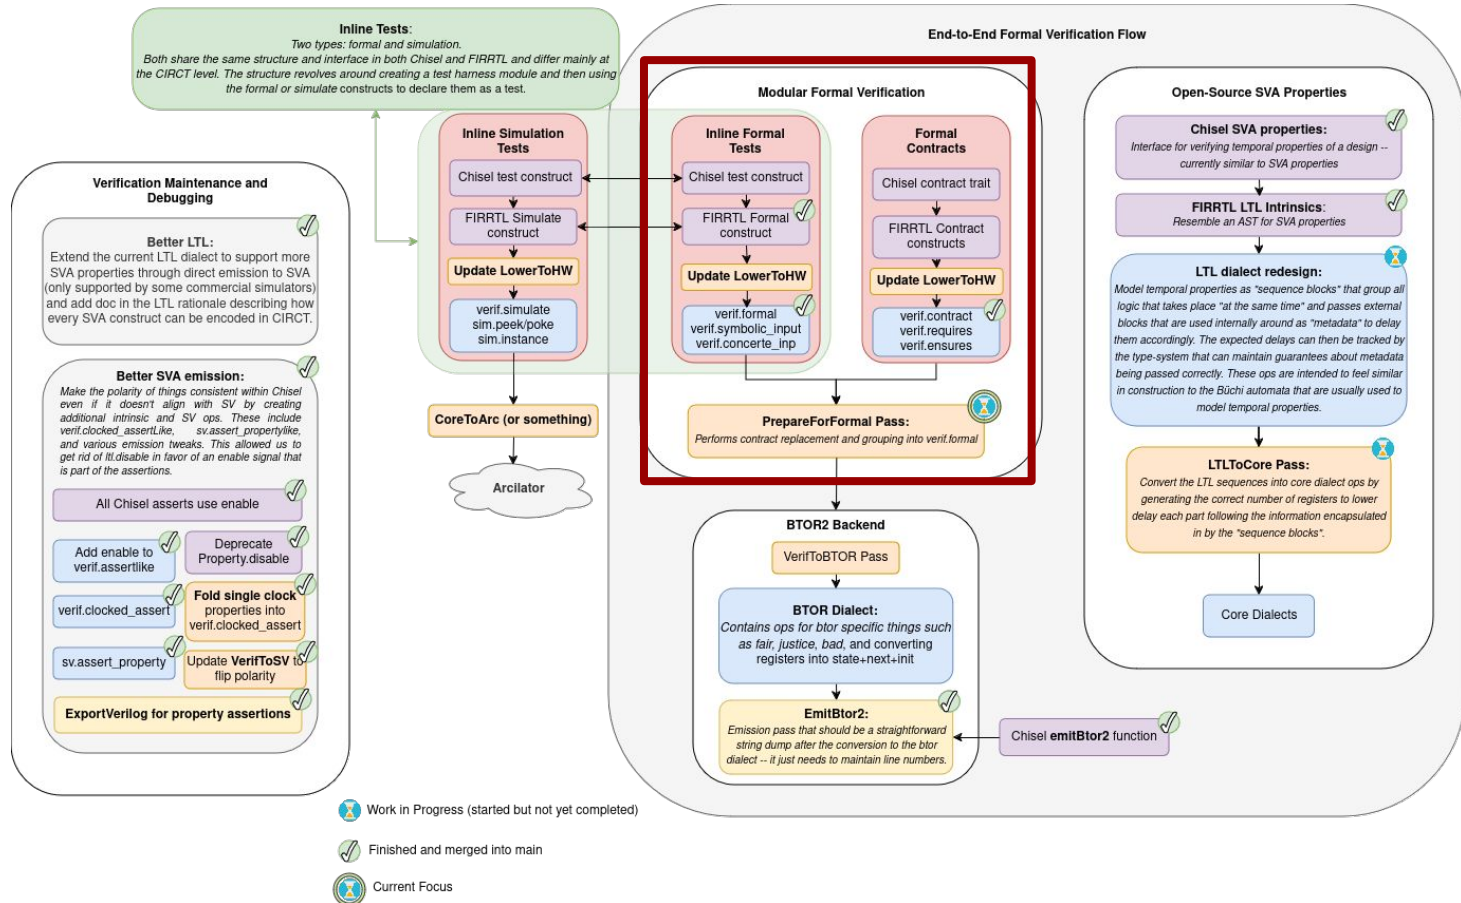 Inline Tests:
Two types: formal and simulation.
Both share the same structure and interface in both Chisel and FIRRTL and differ mainly at
the CIRCT level. The structure revolves around creating a test harness module and then using
the formal or simulate constructs to declare them as a test.
End-to-End Formal Verification Flow
Verification Maintenance and
Debugging
Better LTL:
Extend the current LTL dialect to support more
SVA properties through direct emission to SVA
(only supported by some commercial simulators)
and add doc in the LTL rationale describing how
every SVA construct can be encoded in CIRCT.
Better SVA emission:
Make the polarity of things consistent within Chisel
even if it doesn't align with SV by creating
additional intrinsic and SV ops. These include
verif.clocked_assertLike, sv.assert_propertylike,
and various emission tweaks. This allowed us to
get rid of ltl.disable in favor of an enable signal that
is part of the assertions.
All Chisel asserts use enable
Add enable to
verif.assertlike
Deprecate
Property.disable
verif.clocked_assert
Fold single clock
properties into
verif.clocked_assert
sv.assert_property
Update VerifToSV to
flip polarity
ExportVerilog for property assertions
Inline Simulation
Tests
Chisel test construct
FIRRTL Simulate
construct
Update LowerToHW
verif.simulate
sim.peek/poke
sim.instance
CoreToArc (or something)
Arcilator
Modular Formal Verification
Inline Formal
Tests
Chisel test construct
FIRRTL Formal
construct
Update LowerToHW
verif.formal
verif.symbolic_input
verif.concerte_inp
Formal
Contracts
Chisel contract trait
FIRRTL Contract
constructs
Update LowerToHW
verif.contract
verif.requires
verif.ensures
PrepareForFormal Pass:
Performs contract replacement and grouping into verif.formal
BTOR2 Backend
VerifToBTOR Pass
BTOR Dialect:
Contains ops for btor specific things such
as fair, justice, bad, and converting
registers into state+next+init
EmitBtor2:
Emission pass that should be a straightforward
string dump after the conversion to the btor
dialect -- it just needs to maintain line numbers.
Chisel emitBtor2 function
Open-Source SVA Properties
Chisel SVA properties:
Interface for verifying temporal properties of a design --
currently similar to SVA properties
FIRRTL LTL Intrinsics:
Resemble an AST for SVA properties
LTL dialect redesign:
Model temporal properties as "sequence blocks" that group all
logic that takes place "at the same time" and passes external
blocks that are used internally around as "metadata" to delay
them accordingly. The expected delays can then be tracked by
the type-system that can maintain guarantees about metadata
being passed correctly. These ops are intended to feel similar
in construction to the Büchi automata that are usually used to
model temporal properties.
LTLToCore Pass:
Convert the LTL sequences into core dialect ops by
generating the correct number of registers to lower
delay each part following the information encapsulated
in by the "sequence blocks".
Core Dialects
Work in Progress (started but not yet completed)
Finished and merged into main
Current Focus